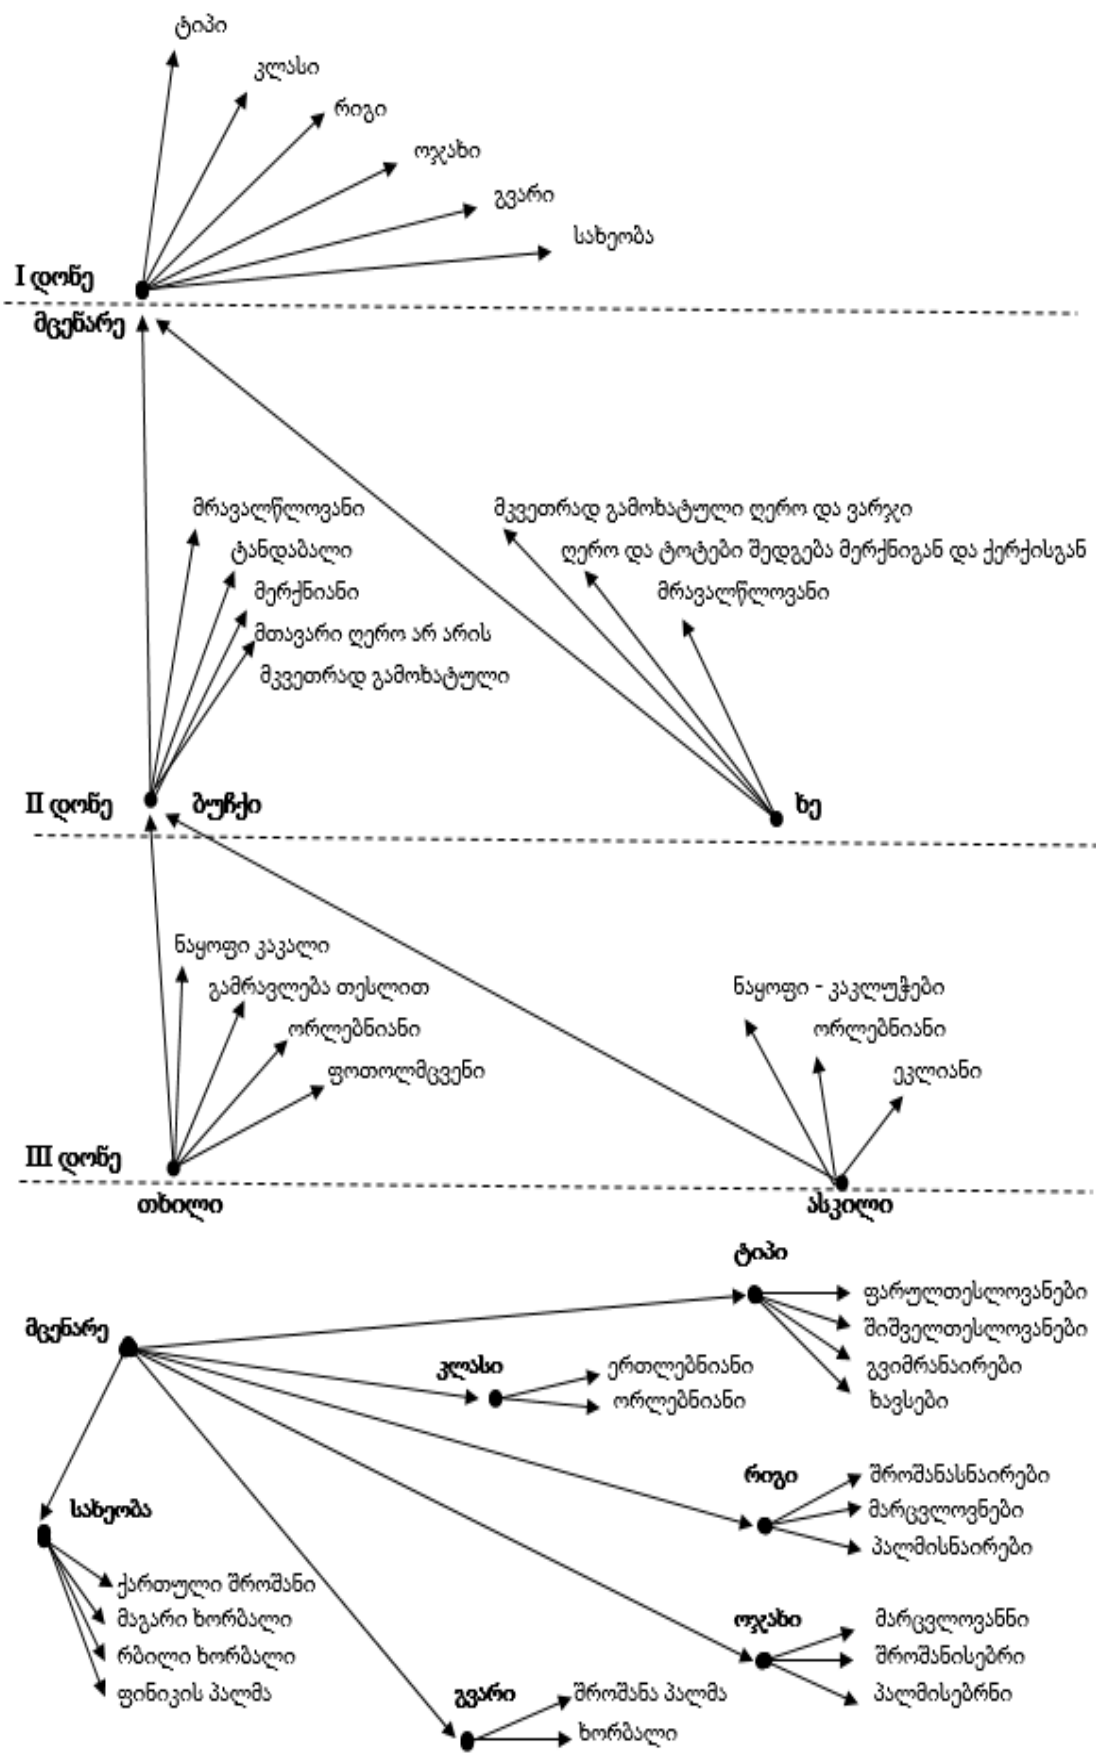 ტიპი
კლასი
რიგი
ოჯახი
გვარი
სახეობა
I დონე
მცენარე
მრავალწლოვანი
ტანდაბალი
მერქნიანი
მთავარი ღერო არ არის
მკვეთრად გამოხატული
მკვეთრად გამოხატული ღერო და ვარჯი
ღერო და ტოტები შედგება მერქნიგან და ქერქისგან
მრავალწლოვანი
II დონე
ბუჩქი
ხე
ნაყოფი კაკალი
გამრავლება თესლით
ორლებნიანი
ფოთოლმცვენი
ნაყოფი - კაკლუჭები
ორლებნიანი
ეკლიანი
III დონე
თხილი
ასკილი
მცენარე
ტიპი
ფარულთესლოვანები
შიშველთესლოვანები
გვიმრანაირები
ხავსები
კლასი
ერთლებნიანი
ორლებნიანი
რიგი
შროშანასნაირები
მარცვლოვნები
პალმისნაირები
სახეობა
ქართული შროშანი
მაგარი ხორბალი
რბილი ხორბალი
ფინიკის პალმა
ოჯახი
მარცვლოვანნი
შროშანისებრი
პალმისებრნი
გვარი
შროშანა პალმა
ხორბალი